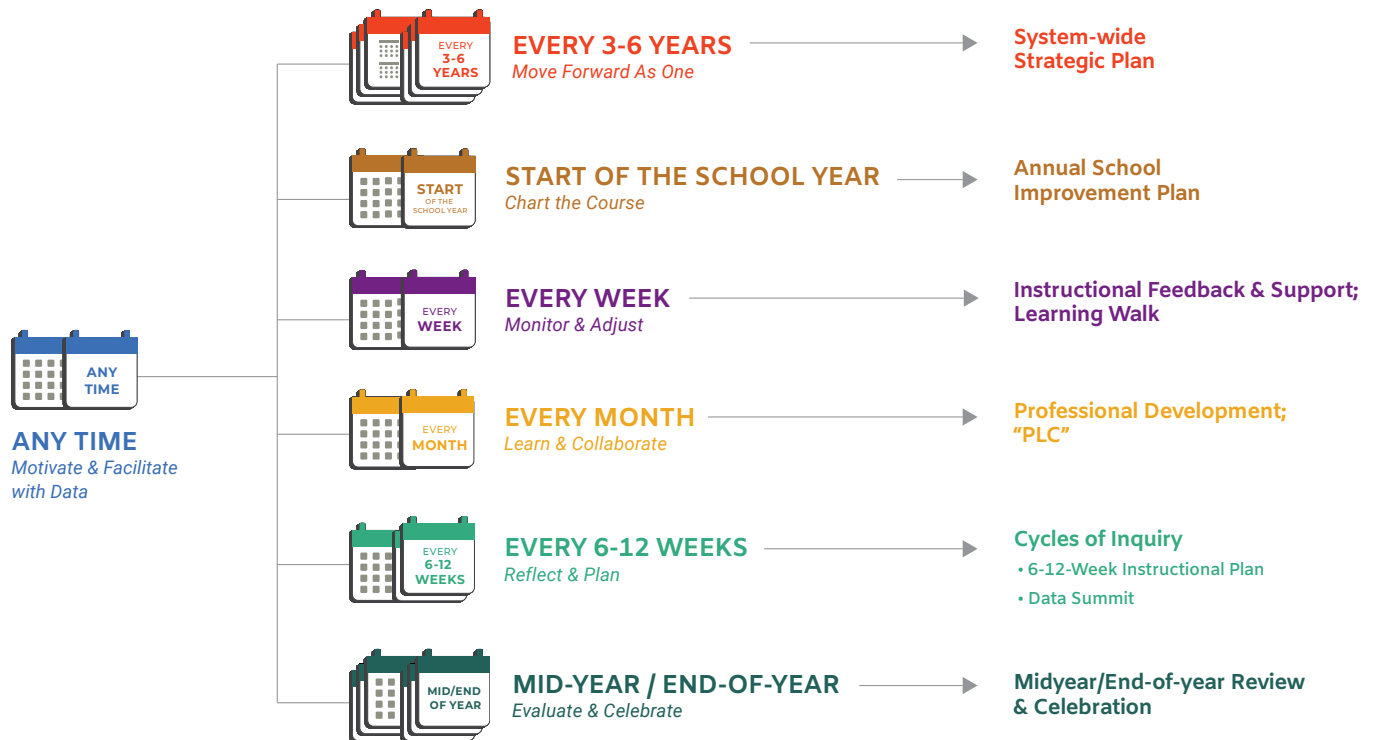 EVERY
3-6
YEARS
EVERY 3-6 YEARS
Move Forward As One
System-wide
Strategic Plan
START
OF THE
SCHOOL YEAR
START OF THE SCHOOL YEAR
Chart the Course
Annual School
Improvement Plan
EVERY
WEEK
EVERY WEEK
Monitor & Adjust
Instructional Feedback & Support;
Learning Walk
ANY
TIME
ANY TIME
Motivate & Facilitate
with Data
EVERY
MONTH
EVERY MONTH
Learn & Collaborate
Professional Development;
“PLC”
EVERY
6-12
WEEKS
EVERY 6-12 WEEKS
Reflect & Plan
Cycles of Inquiry
• 6-12-Week Instructional Plan
• Data Summit
MID/END
OF YEAR
MID-YEAR / END-OF-YEAR
Evaluate & Celebrate
Midyear/End-of-year Review
& Celebration